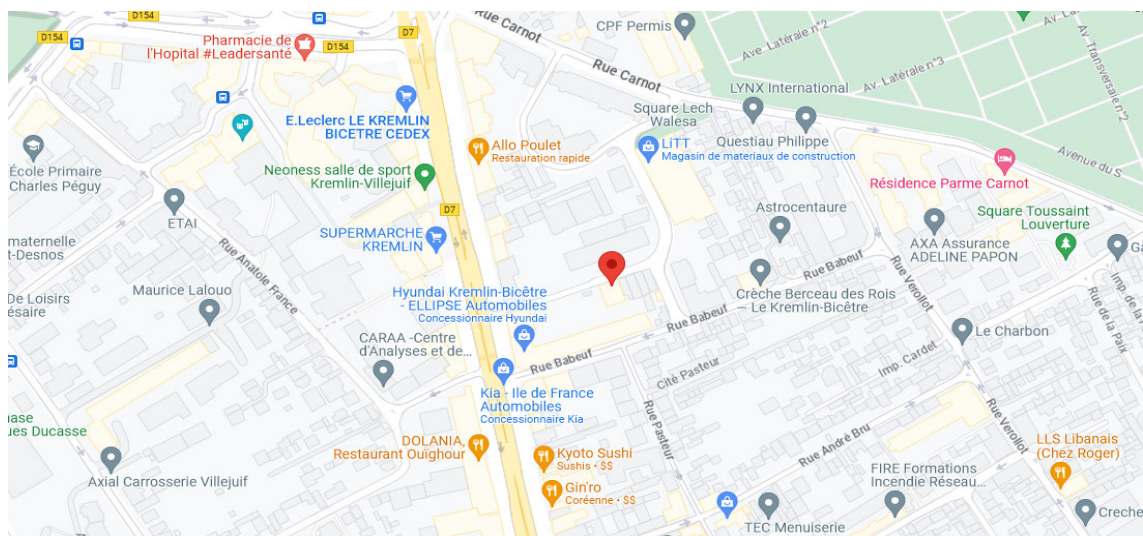 D154
D154
D7
Rue Carnot
CPF Permis
Ave- Latérale n°2
Av. Latérale n°3
Av. Transversale n°2
Pharmacie de
l'Hopital #Leadersanté
E.Leclerc LE KREMLIN
BICETRE CEDEX
Rue Carnot
LYNX International
Square Lech
Walesa
Questiau Philippe
École Primaire
Charles Péguy
Allo Poulet
Restauration rapide
LiTT
Magasin de materiaux de construction
Avenue du S
Neoness salle de sport
Kremlin-Villejuif
Résidence Parme Carnot
ETAI
D7
Astrocentaure
Square Toussaint
Louverture
SUPERMARCHE
KREMLIN
AXA Assurance
ADELINE PAPON
maternelle
t-Desnos
Rue Anatole France
Rue Babeuf
Rue Verollot
Maurice Lalouo
Hyundai Kremlin-Bicêtre
- ELLIPSE Automobiles
Concessionnaire Hyundai
Crèche Berceau des Rois
— Le Kremlin-Bicêtre
De Loisirs
ésaire
Rue Babeuf
Le Charbon
Rue de la Paix
Imp. de la
CARAA -Centre
d'Analyses et de...
Rue Babeuf
Cité Pasteur
Imp. Cardet
Kia - Ile de France
Automobiles
Concessionnaire Kia
Rue Pasteur
Rue Verollot
hase
ues Ducasse
DOLANIA,
Restaurant Ouïghour
Rue André Bru
LLS Libanais
(Chez Roger)
Kyoto Sushi
Sushis • $$
Axial Carrosserie Villejuif
Gin'ro
Coréenne • $$
FIRE Formations
Incendie Réseau...
TEC Menuiserie
Creche